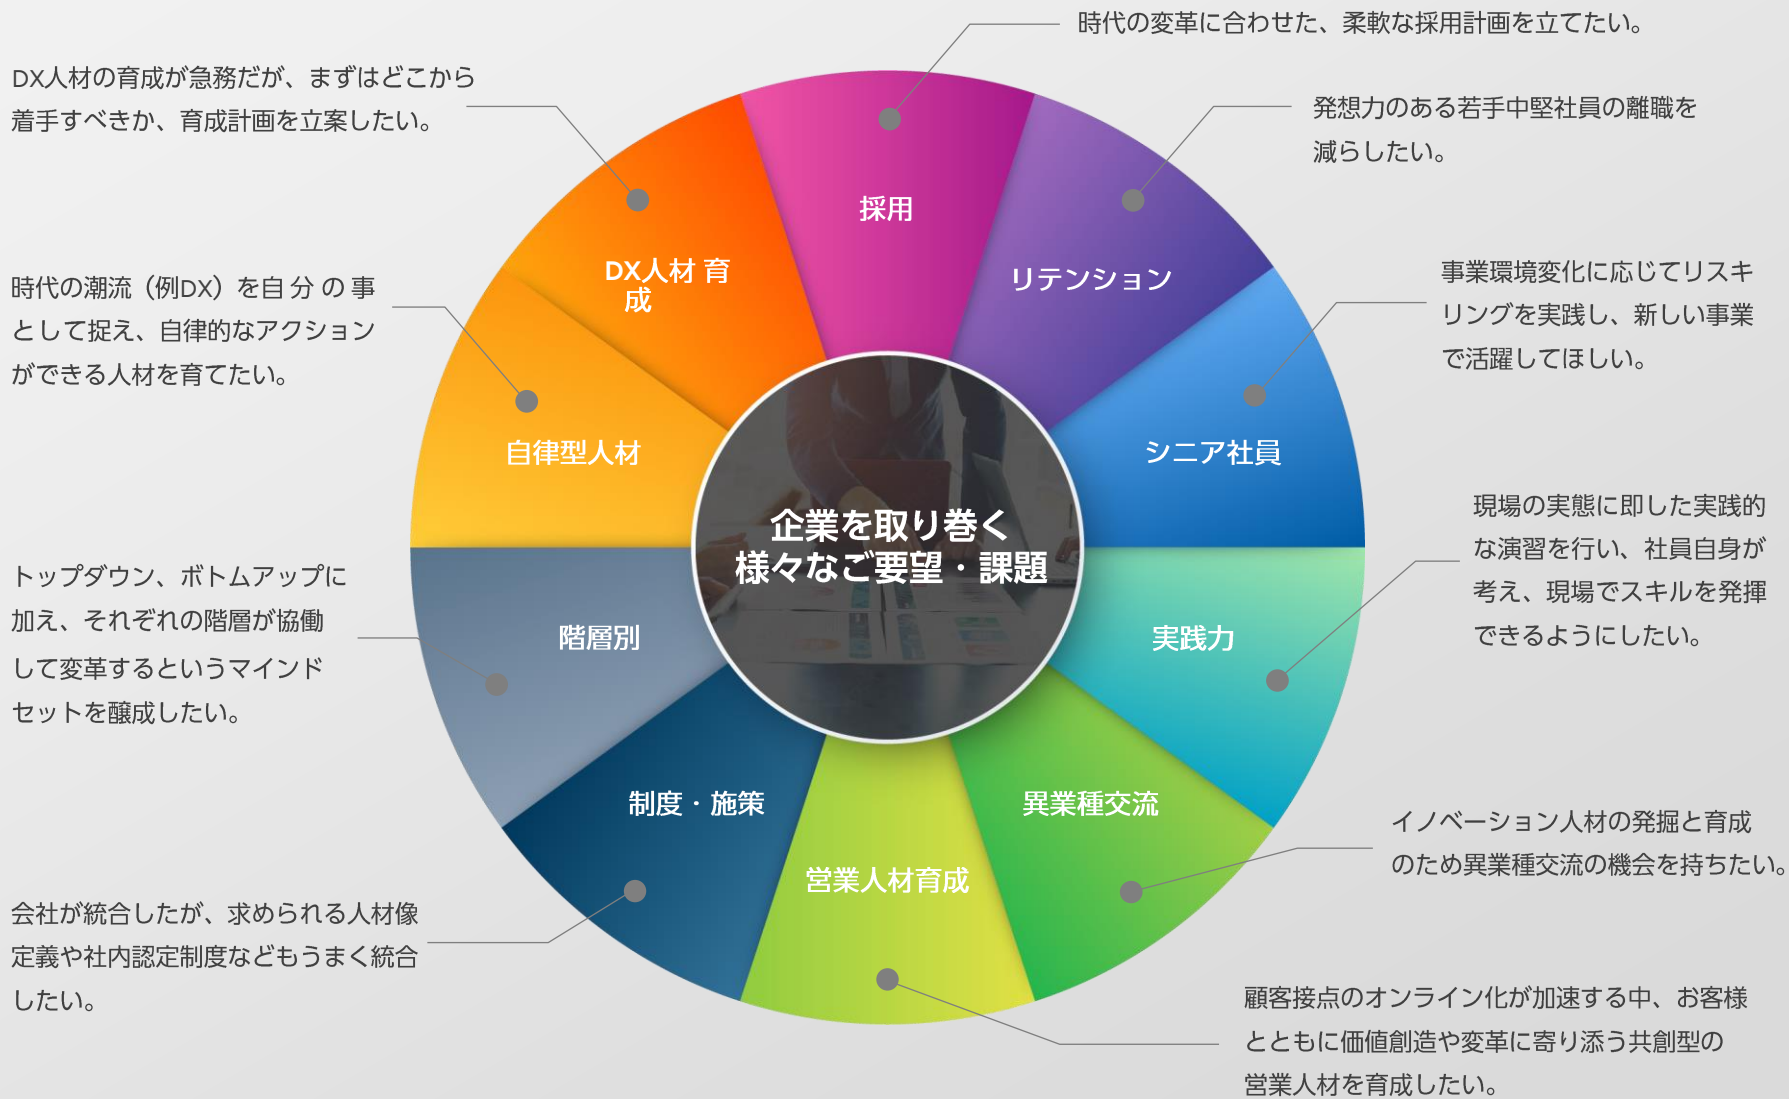 時代の変革に合わせた、柔軟な採用計画を立てたい。
DX人材の育成が急務だが、まずはどこから
着手すべきか、育成計画を立案したい。
発想力のある若手中堅社員の離職を
減らしたい。
採用
DX人材 育
成
リテンション
時代の潮流（例DX）を自 分 の 事
として捉え、自律的なアクション
ができる人材を育てたい。
事業環境変化に応じてリスキ
リングを実践し、新しい事業
で活躍してほしい。
自律型人材
シニア社員
企業を取り巻く
様々なご要望・課題
現場の実態に即した実践的
な演習を行い、社員自身が
考え、現場でスキルを発揮
できるようにしたい。
トップダウン、ボトムアップに
加え、それぞれの階層が協働
して変革するというマインド
セットを醸成したい。
階層別
実践力
制度・施策
異業種交流
営業人材育成
イノベーション人材の発掘と育成
のため異業種交流の機会を持ちたい。
会社が統合したが、求められる人材像
定義や社内認定制度などもうまく統合
したい。
顧客接点のオンライン化が加速する中、お客様
とともに価値創造や変革に寄り添う共創型の
営業人材を育成したい。